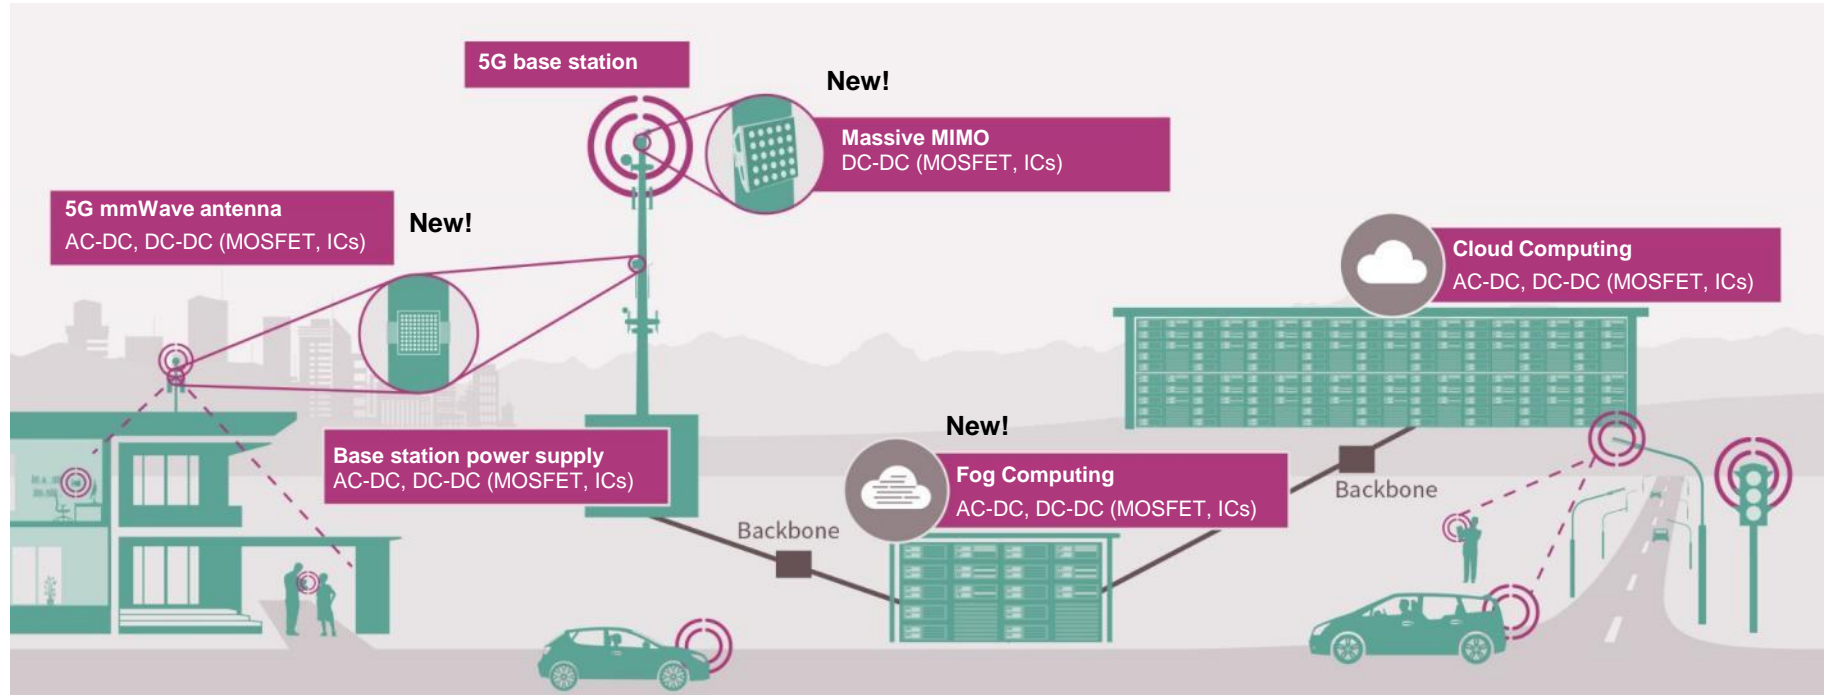 5G base station
New!
Massive MIMO
DC-DC (MOSFET, ICs)
5G mmWave antenna
AC-DC, DC-DC (MOSFET, ICs)
New!
Cloud Computing
AC-DC, DC-DC (MOSFET, ICs)
Base station power supply
AC-DC, DC-DC (MOSFET, ICs)
New!
Fog Computing
AC-DC, DC-DC (MOSFET, ICs)
Backbone
Backbone